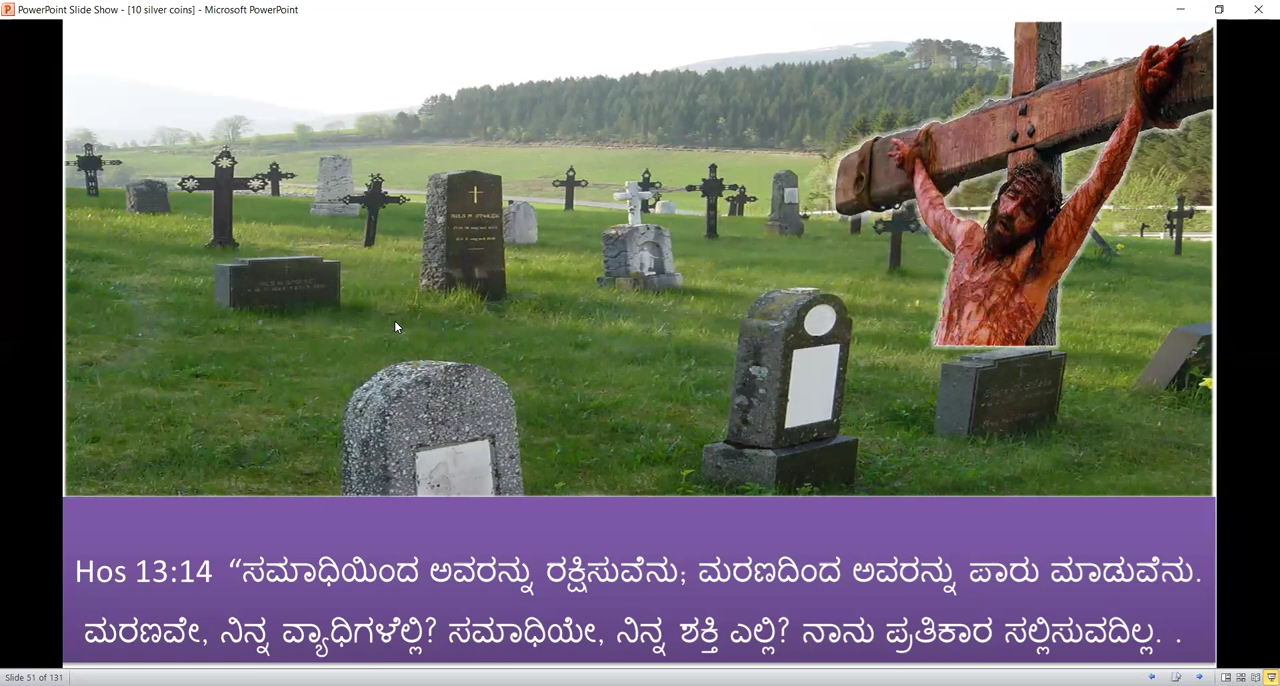 PowerPoint Slide Show - [10 silver coins] - Microsoft PowerPoint
Hos 13:14 “ಸಮಾಧಿಯಿಂದ ಅವರನ್ನು ರಕ್ಷಿಸುವೆನು; ಮರಣದಿಂದ ಅವರನ್ನು ಪಾರು ಮಾಡುವೆನು.
ಮರಣವೇ, ನಿನ್ನ ವ್ಯಾಧಿಗಳೆಲ್ಲಿ? ಸಮಾಧಿಯೇ, ನಿನ್ನ ಶಕ್ತಿ ಎಲ್ಲಿ? ನಾನು ಪ್ರತಿಕಾರ ಸಲ್ಲಿಸುವದಿಲ್ಲ. .
Slide 51 of 131